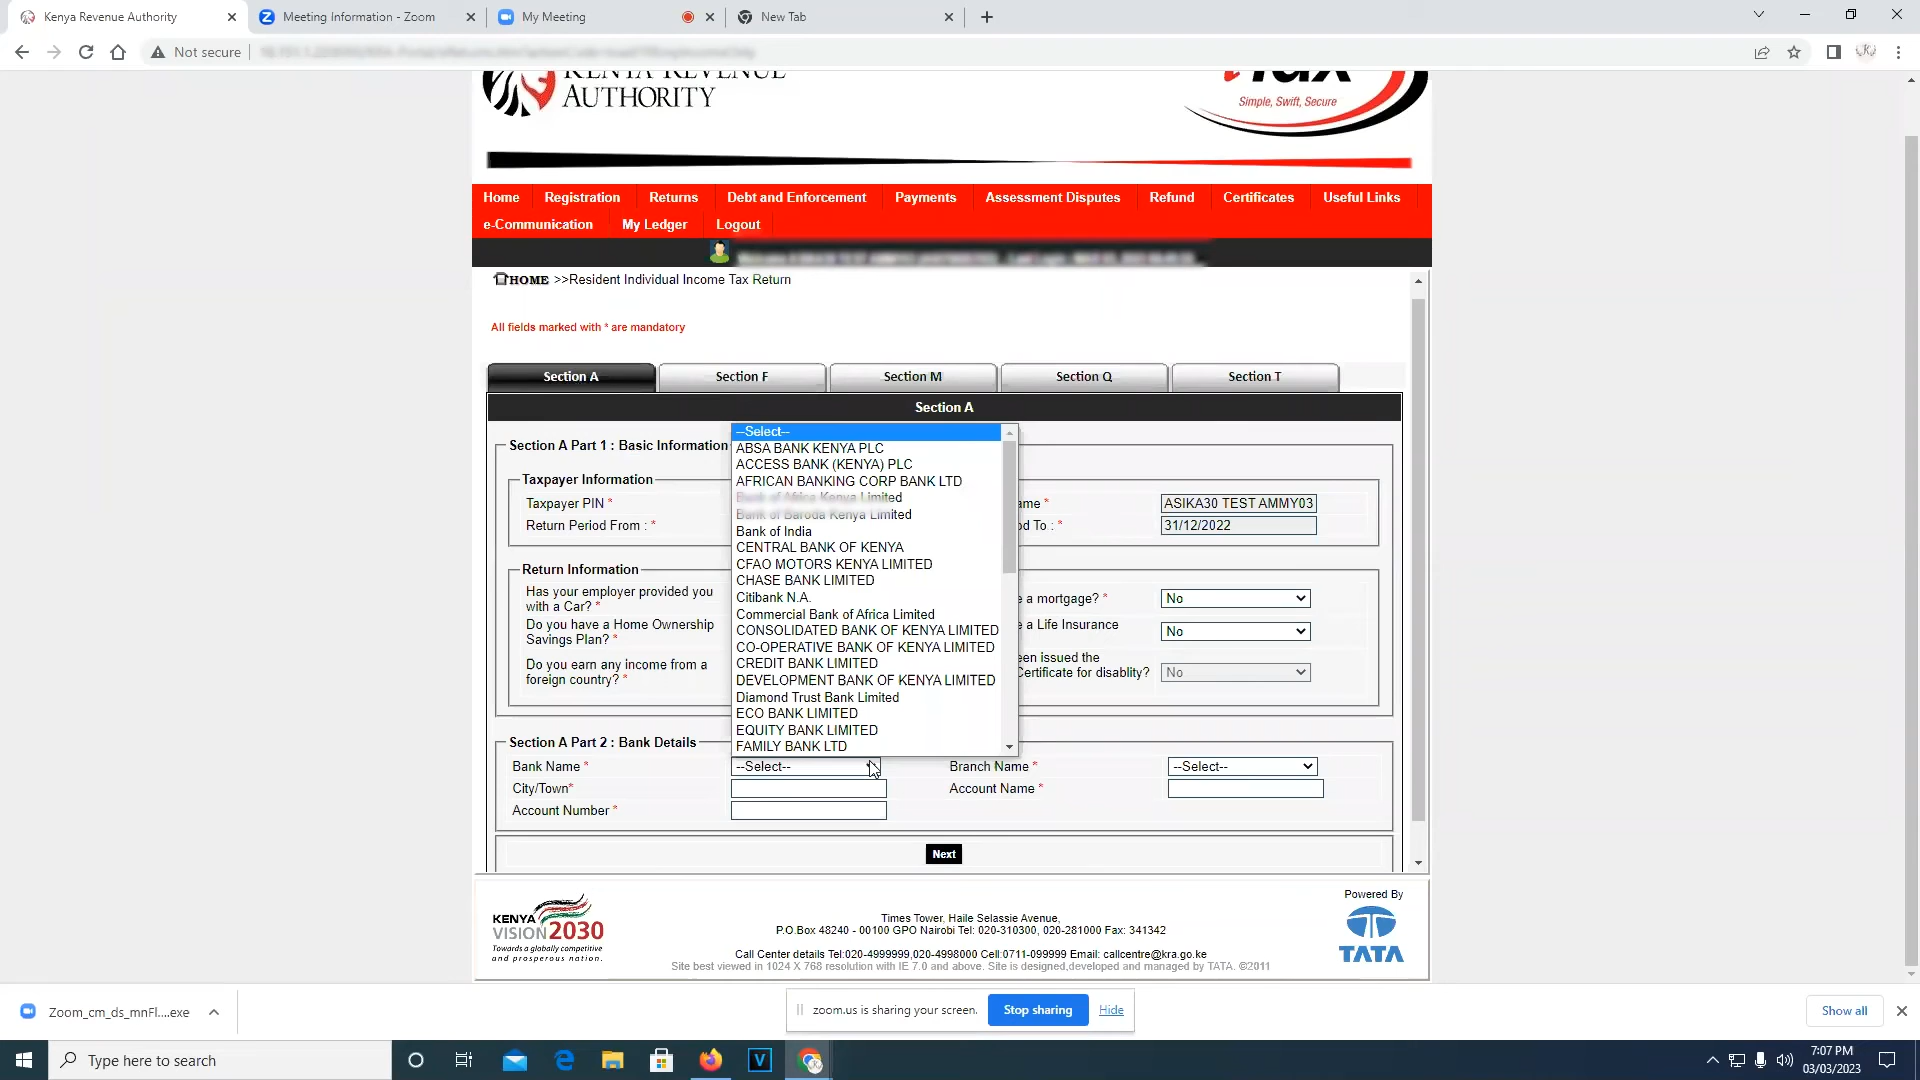 Kenya Revenue Authority
Meeting Information - Zoom
My Meeting
New Tab
Not secure
KENYA REVENUE
AUTHORITY
iTax
Simple, Swift, Secure
Home Registration Returns Debt and Enforcement Payments Assessment Disputes Refund Certificates Useful Links
e-Communication My Ledger Logout
HOME >>Resident Individual Income Tax Return
All fields marked with * are mandatory
Section A Section F Section M Section Q Section T
Section A
Section A Part 1 : Basic Information
Taxpayer Information
Taxpayer PIN *
ame * ASIKA30 TEST AMMY03
Return Period From : *
od To : * 31/12/2022
Return Information
Has your employer provided you
with a Car? *
e a mortgage? * No
Do you have a Home Ownership
Savings Plan? *
e a Life Insurance No
Do you earn any income from a
foreign country? *
een issued the
Certificate for disablity? No
--Select--
ABSA BANK KENYA PLC
ACCESS BANK (KENYA) PLC
AFRICAN BANKING CORP BANK LTD
Bank of Africa Kenya Limited
Bank of Baroda Kenya Limited
Bank of India
CENTRAL BANK OF KENYA
CFAO MOTORS KENYA LIMITED
CHASE BANK LIMITED
Citibank N.A.
Commercial Bank of Africa Limited
CONSOLIDATED BANK OF KENYA LIMITED
CO-OPERATIVE BANK OF KENYA LIMITED
CREDIT BANK LIMITED
DEVELOPMENT BANK OF KENYA LIMITED
Diamond Trust Bank Limited
ECO BANK LIMITED
EQUITY BANK LIMITED
FAMILY BANK LTD
Section A Part 2 : Bank Details
Bank Name * --Select-- Branch Name * --Select--
City/Town* Account Name *
Account Number *
Next
KENYA
VISION 2030
Towards a globally competitive
and prosperous nation.
Times Tower, Haile Selassie Avenue,
P.O.Box 48240 - 00100 GPO Nairobi Tel: 020-310300, 020-281000 Fax: 341342
Call Center details Tel:020-4999999,020-4998000 Cell:0711-099999 Email: callcentre@kra.go.ke
Site best viewed in 1024 X 768 resolution with IE 7.0 and above. Site is designed,developed and managed by TATA. ©2011
Powered By
TATA
Zoom_cm_ds_mnFl....exe
zoom.us is sharing your screen. Stop sharing Hide
Show all
Type here to search
7:07 PM
03/03/2023